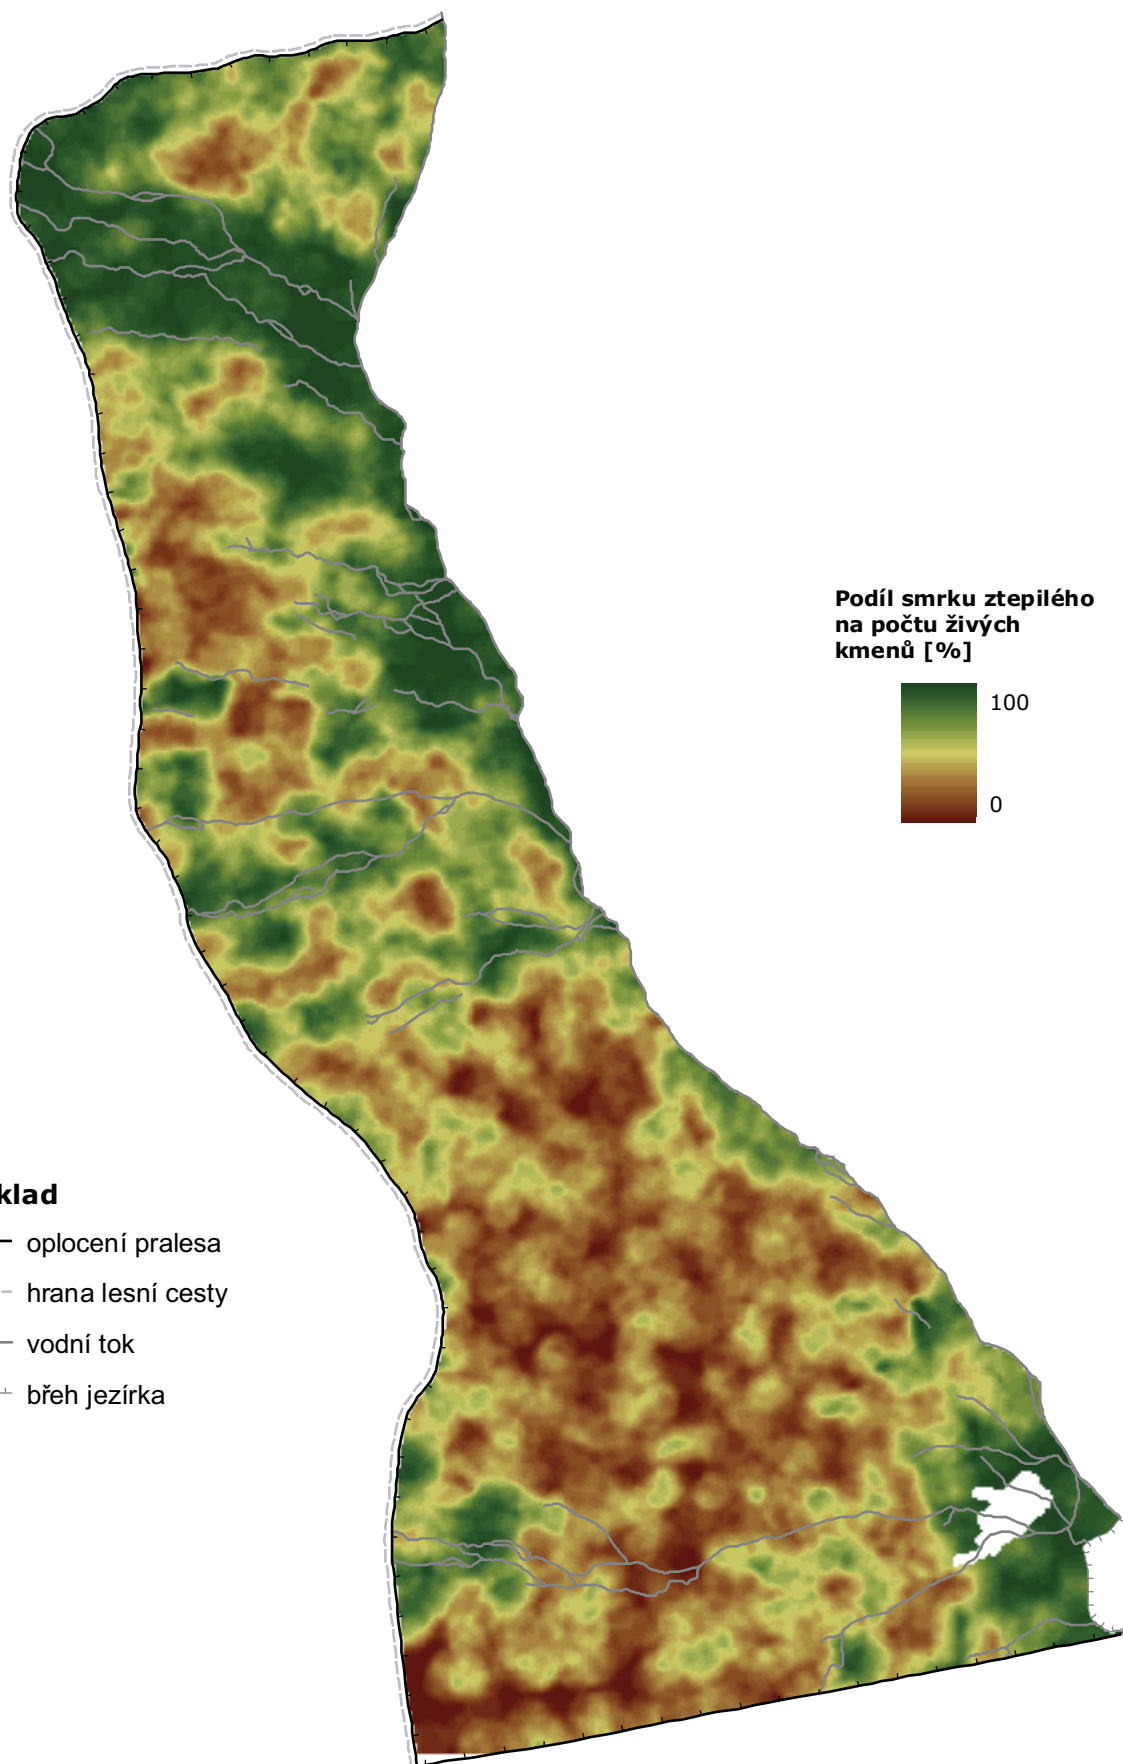 Podíl smrku ztepilého
na počtu živých
kmenů [%]
100
0
klad
oplocení pralesa
hrana lesní cesty
vodní tok
břeh jezírka